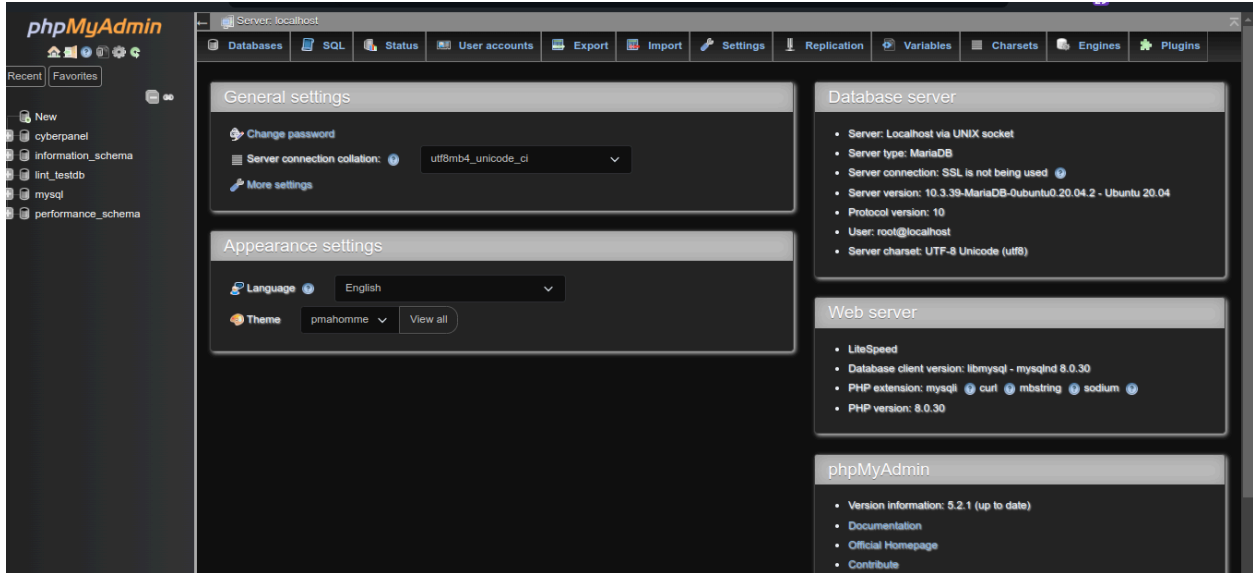 phpMyAdmin
Recent Favorites
New
cyberpanel
information_schema
lint_testdb
mysql
performance_schema
Server: localhost
Databases SQL Status User accounts Export Import Settings Replication Variables Charsets Engines Plugins
General settings
Change password
Server connection collation: utf8mb4_unicode_ci
More settings
Appearance settings
Language English
Theme pmahomme View all
Database server
• Server: Localhost via UNIX socket
• Server type: MariaDB
• Server connection: SSL is not being used
• Server version: 10.3.39-MariaDB-0ubuntu0.20.04.2 - Ubuntu 20.04
• Protocol version: 10
• User: root@localhost
• Server charset: UTF-8 Unicode (utf8)
Web server
• LiteSpeed
• Database client version: libmysql - mysqlnd 8.0.30
• PHP extension: mysqli curl mbstring sodium
• PHP version: 8.0.30
phpMyAdmin
• Version information: 5.2.1 (up to date)
• Documentation
• Official Homepage
• Contribute